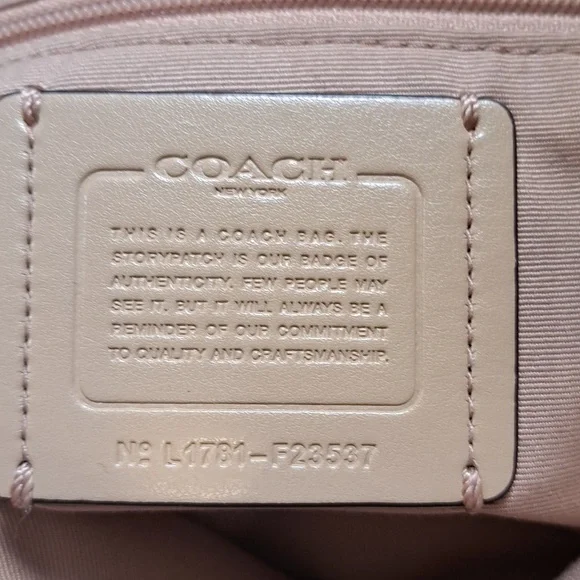 COACH
NEW YORK
THIS IS A COACH BAG. THE
STORYPATCH IS OUR BADGE OF
AUTHENTICITY. FEW PEOPLE MAY
SEE IT. BUT IT WILL ALWAYS BE A
REMINDER OF OUR COMMITMENT
TO QUALITY AND CRAFTSMANSHIP.
Nº L1781-F23537